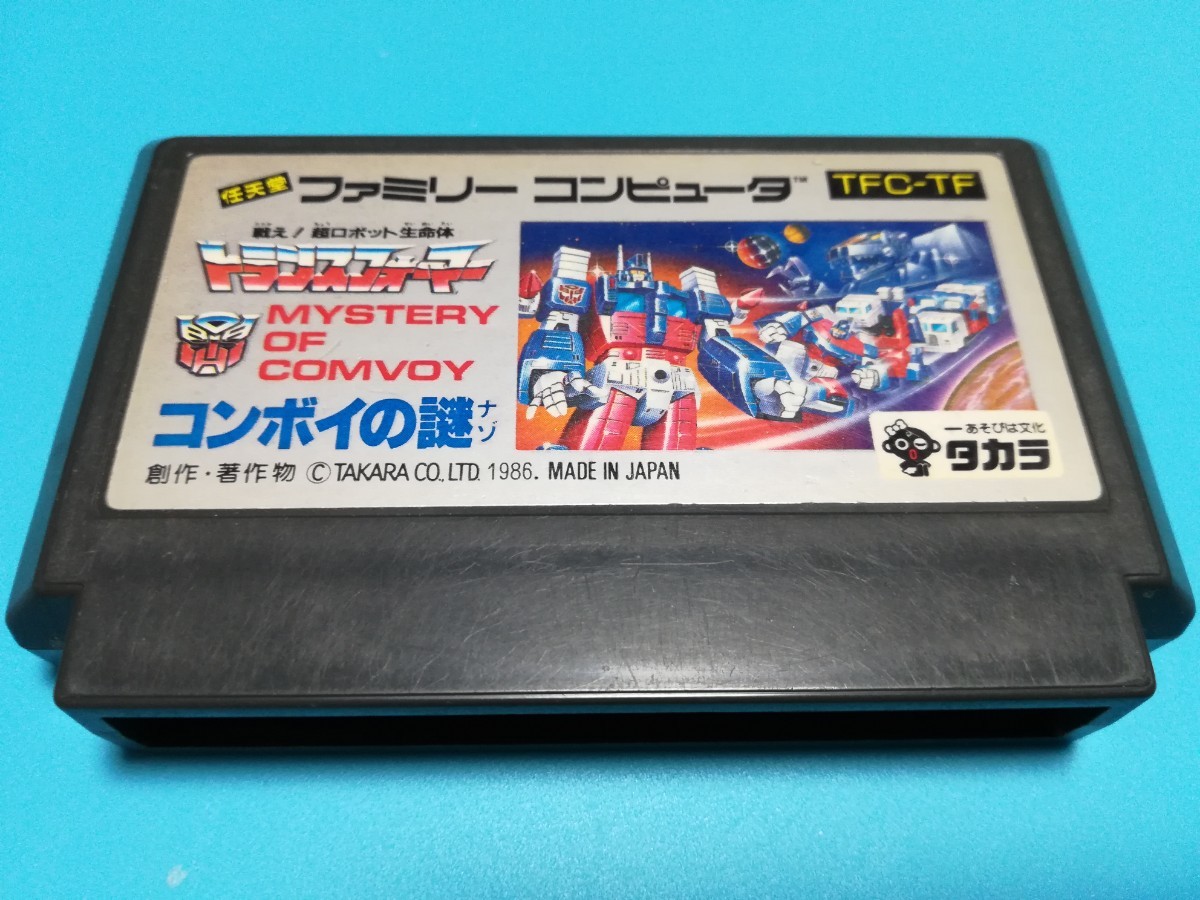 任天堂 ファミリー コンピュータ™ TFC-TF
戦え! 超ロボット生命体
トランスフォーマー
MYSTERY
OF
COMVOY
コンボイの謎
ナゾ
創作・著作物 ©TAKARA CO., LTD. 1986. MADE IN JAPAN
ーあそびは文化
タカラ